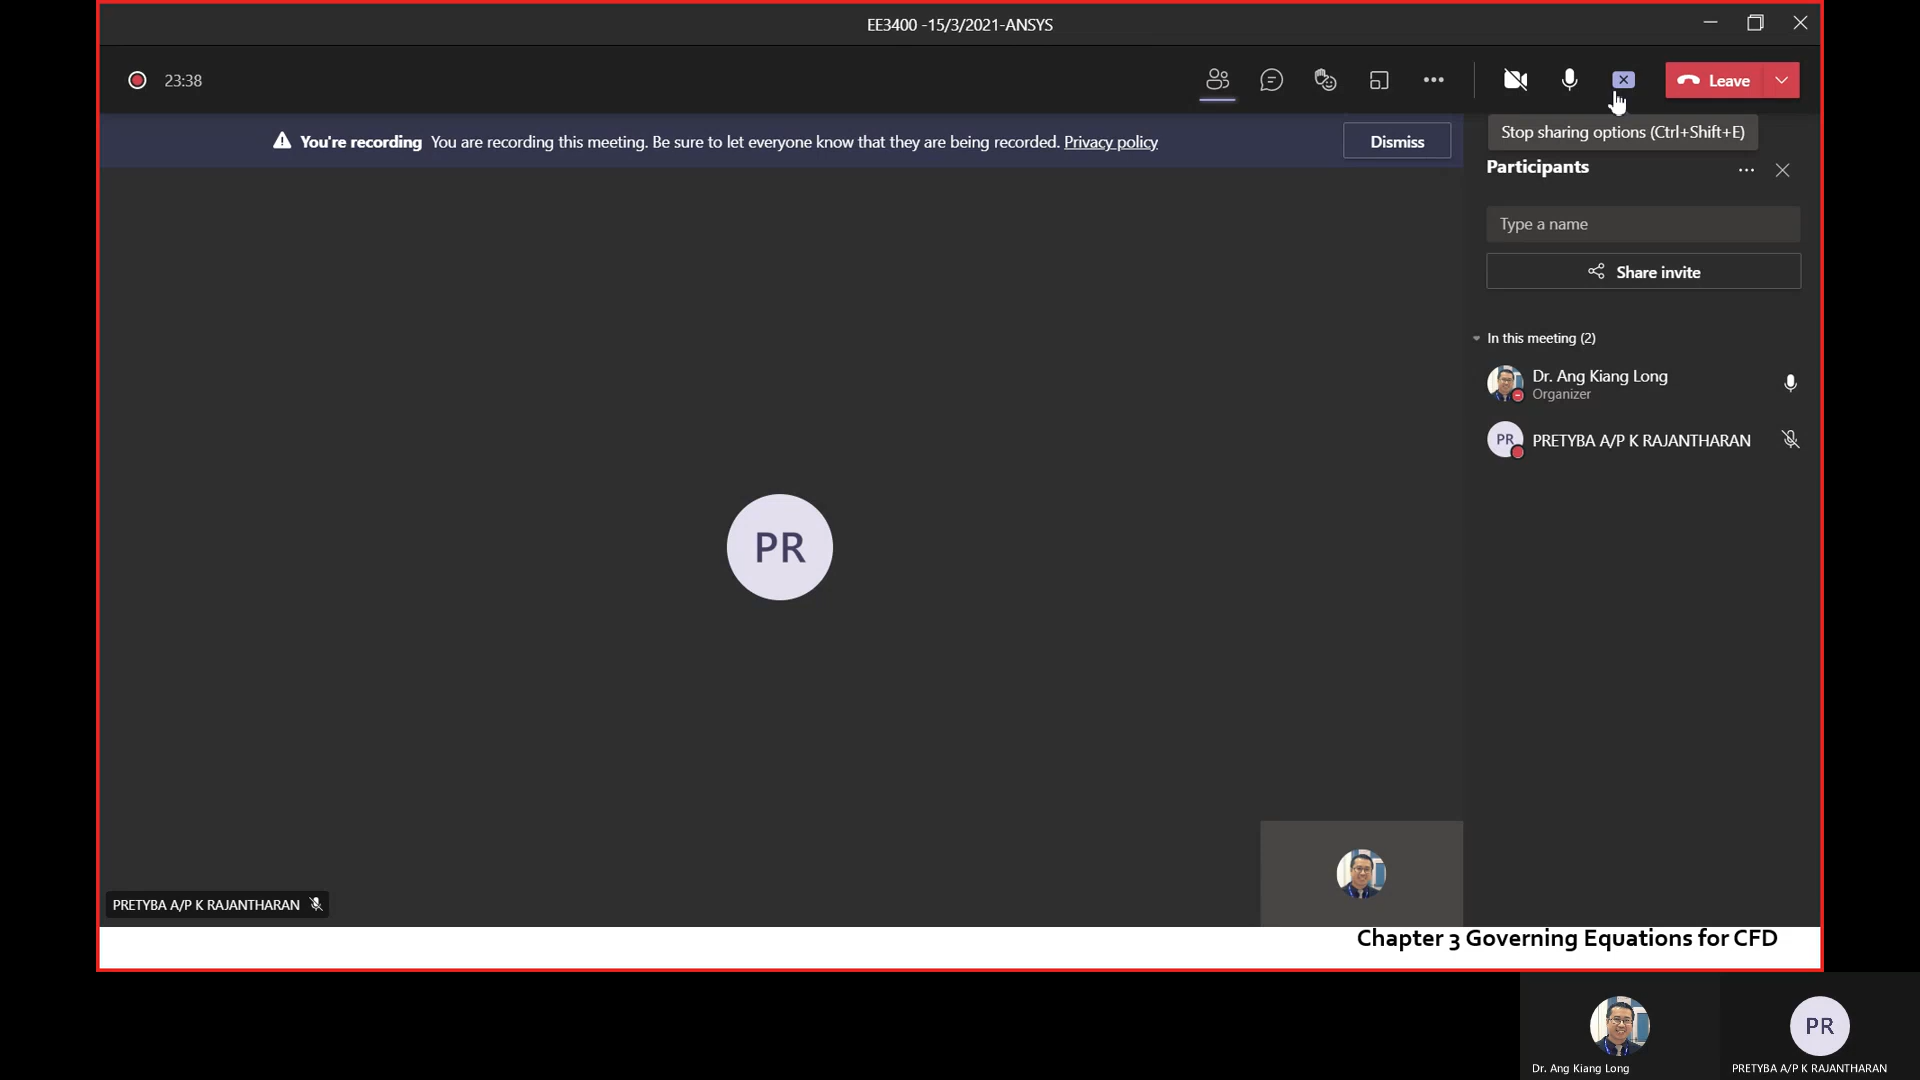 EE3400 -15/3/2021-ANSYS
23:38
Leave
Stop sharing options (Ctrl+Shift+E)
You're recording You are recording this meeting. Be sure to let everyone know that they are being recorded. Privacy policy
Dismiss
Participants
Type a name
Share invite
In this meeting (2)
Dr. Ang Kiang Long
Organizer
PR
PRETYBA A/P K RAJANTHARAN
PR
PRETYBA A/P K RAJANTHARAN
Chapter 3 Governing Equations for CFD
PR
Dr. Ang Kiang Long
PRETYBA A/P K RAJANTHARAN